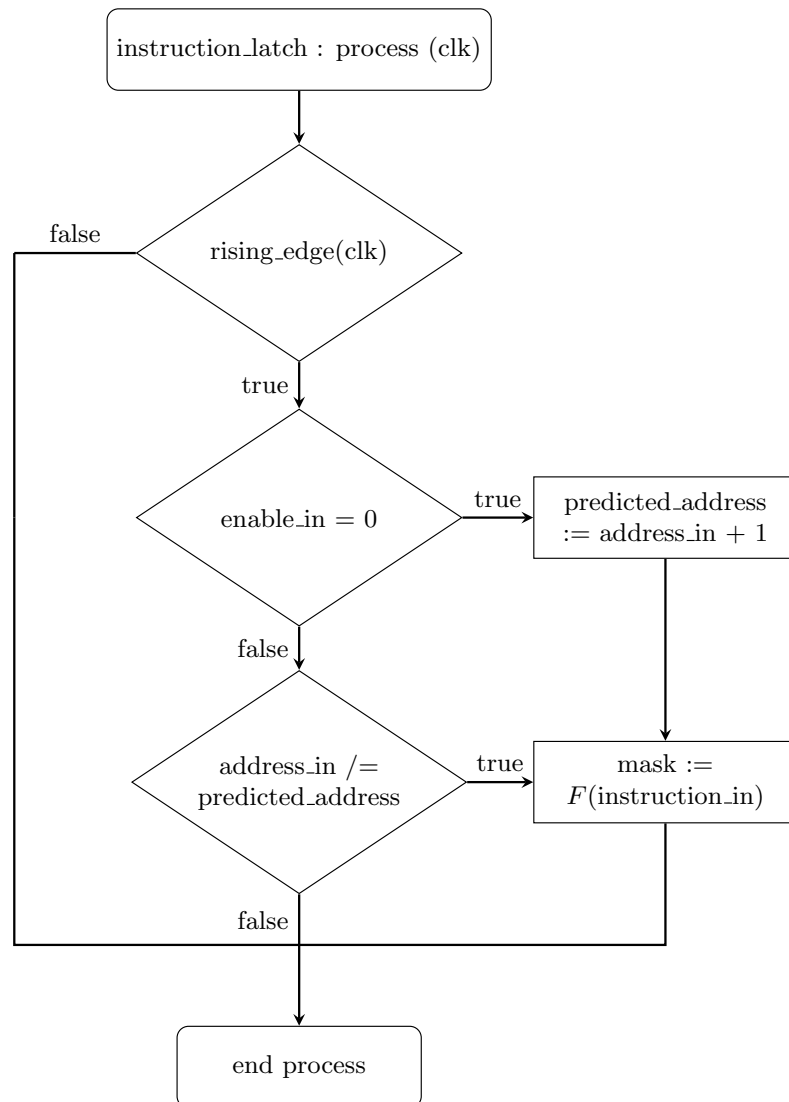 instruction_latch : process (clk)
false
rising_edge(clk)
true
enable_in = 0
true
predicted_address
:= address_in + 1
false
address_in /=
predicted_address
true
mask :=
F(instruction_in)
false
end process